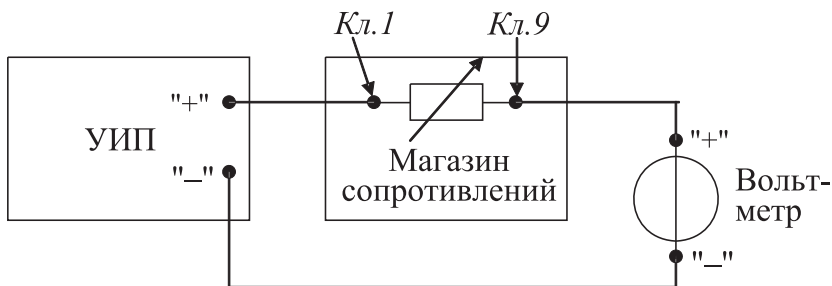 Кл.1
Кл.9
"+"
УИП
"–"
Магазин
сопротивлений
"+"
Вольт-
метр
"–"